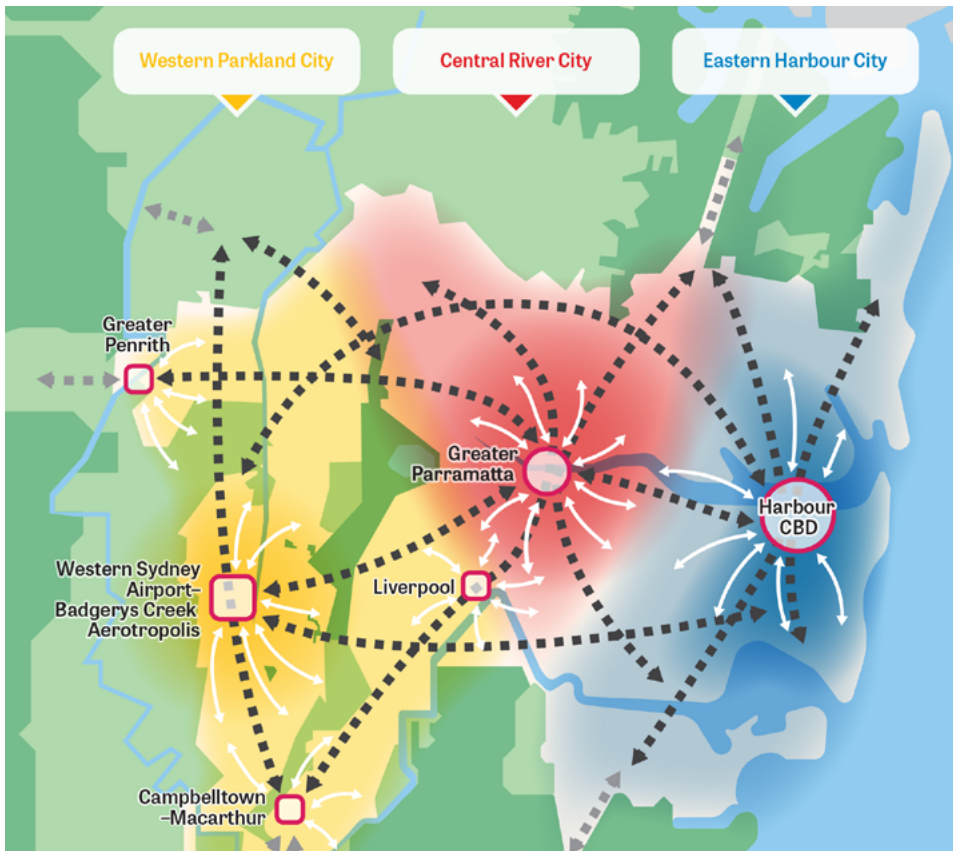 Western Parkland City
Central River City
Eastern Harbour City
Greater
Penrith
Greater
Parramatta
Harbour
CBD
Western Sydney
Airport–
Badgerys Creek
Aerotropolis
Liverpool
Campbelltown
–Macarthur